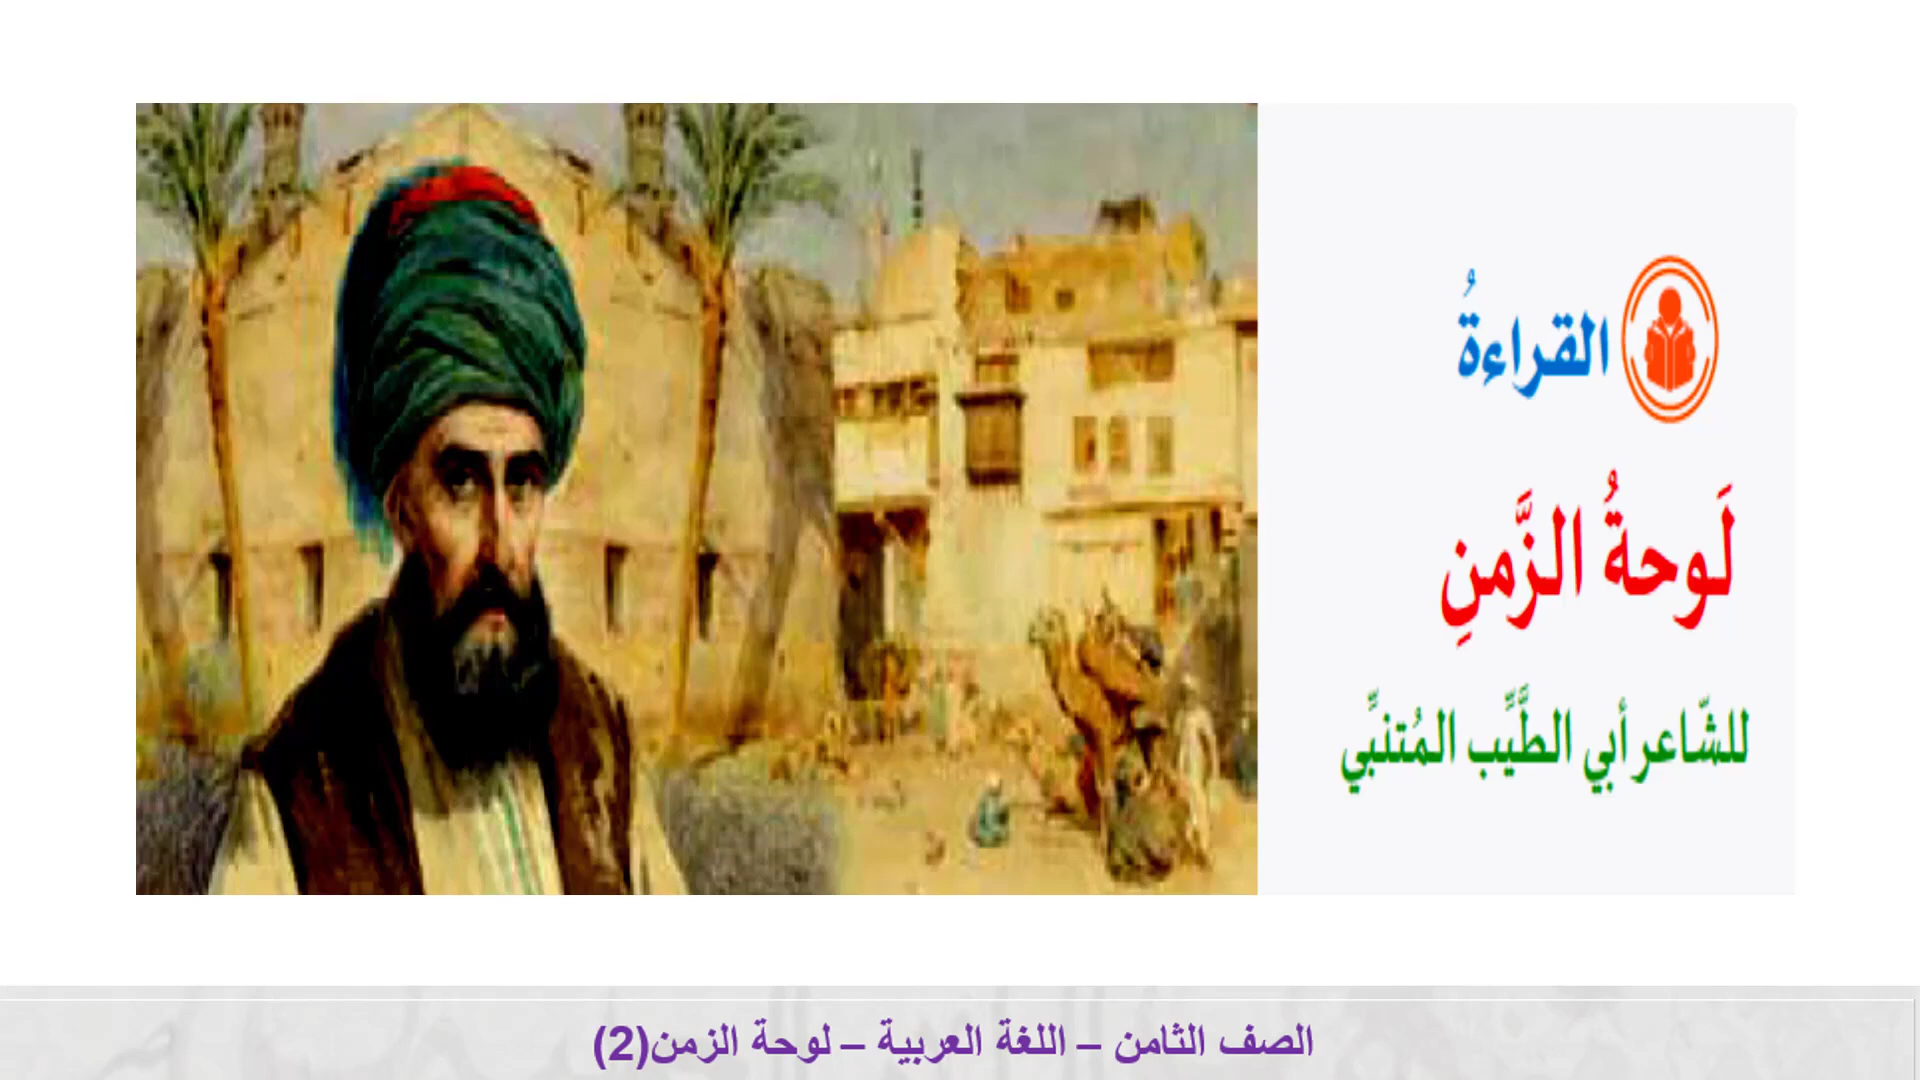 القراءةُ
لَوحةُ الزَّمنِ
للشّاعر أبي الطَّيِّب المُتنبِّي
الصف الثامن – اللغة العربية – لوحة الزمن(2)